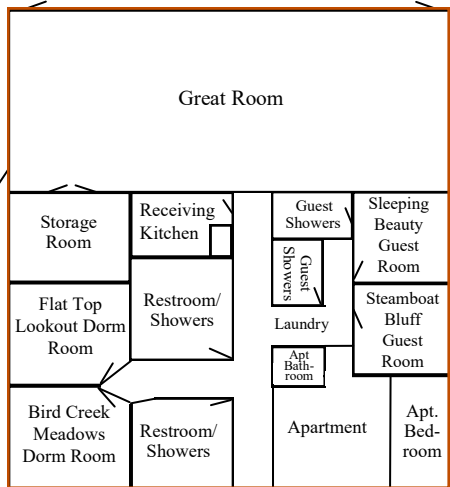 Great Room
Storage
Room
Receiving
Kitchen
Guest
Showers
Sleeping
Beauty
Guest
Room
Guest
Showers
Flat Top
Lookout Dorm
Room
Restroom/
Showers
Laundry
Steamboat
Bluff
Guest
Room
Apt
Bath-
room
Bird Creek
Meadows
Dorm Room
Restroom/
Showers
Apartment
Apt.
Bed-
room